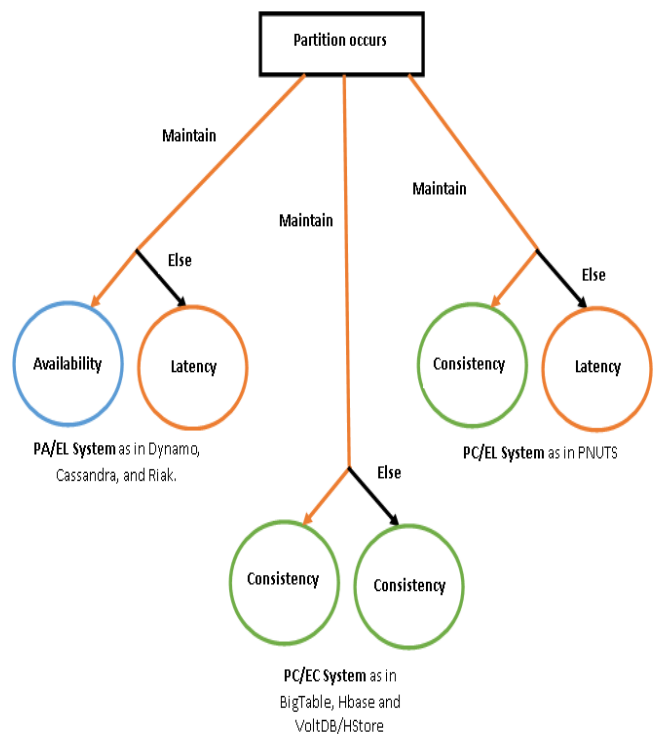 Partition occurs
Maintain
Maintain
Maintain
Else
Else
Availability
Latency
Consistency
Latency
PA/EL System as in Dynamo,
Cassandra, and Riak.
PC/EL System as in PNUTS
Else
Consistency
Consistency
PC/EC System as in
BigTable, Hbase and
VoltDB/HStore